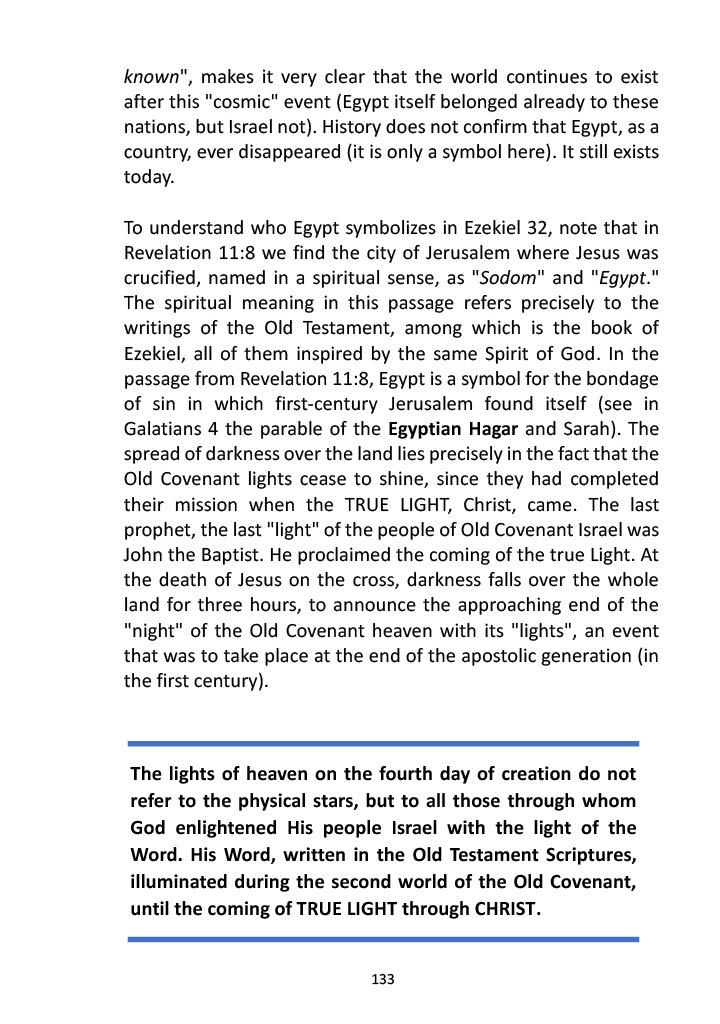 known", makes it very clear that the world continues to exist
after this "cosmic" event (Egypt itself belonged already to these
nations, but Israel not). History does not confirm that Egypt, as a
country, ever disappeared (it is only a symbol here). It still exists
today.
To understand who Egypt symbolizes in Ezekiel 32, note that in
Revelation 11:8 we find the city of Jerusalem where Jesus was
crucified, named in a spiritual sense, as "Sodom" and "Egypt."
The spiritual meaning in this passage refers precisely to the
writings of the Old Testament, among which is the book of
Ezekiel, all of them inspired by the same Spirit of God. In the
passage from Revelation 11:8, Egypt is a symbol for the bondage
of sin in which first-century Jerusalem found itself (see in
Galatians 4 the parable of the Egyptian Hagar and Sarah). The
spread of darkness over the land lies precisely in the fact that the
Old Covenant lights cease to shine, since they had completed
their mission when the TRUE LIGHT, Christ, came. The last
prophet, the last "light" of the people of Old Covenant Israel was
John the Baptist. He proclaimed the coming of the true Light. At
the death of Jesus on the cross, darkness falls over the whole
land for three hours, to announce the approaching end of the
"night" of the Old Covenant heaven with its "lights", an event
that was to take place at the end of the apostolic generation (in
the first century).
The lights of heaven on the fourth day of creation do not
refer to the physical stars, but to all those through whom
God enlightened His people Israel with the light of the
Word. His Word, written in the Old Testament Scriptures,
illuminated during the second world of the Old Covenant,
until the coming of TRUE LIGHT through CHRIST.
133